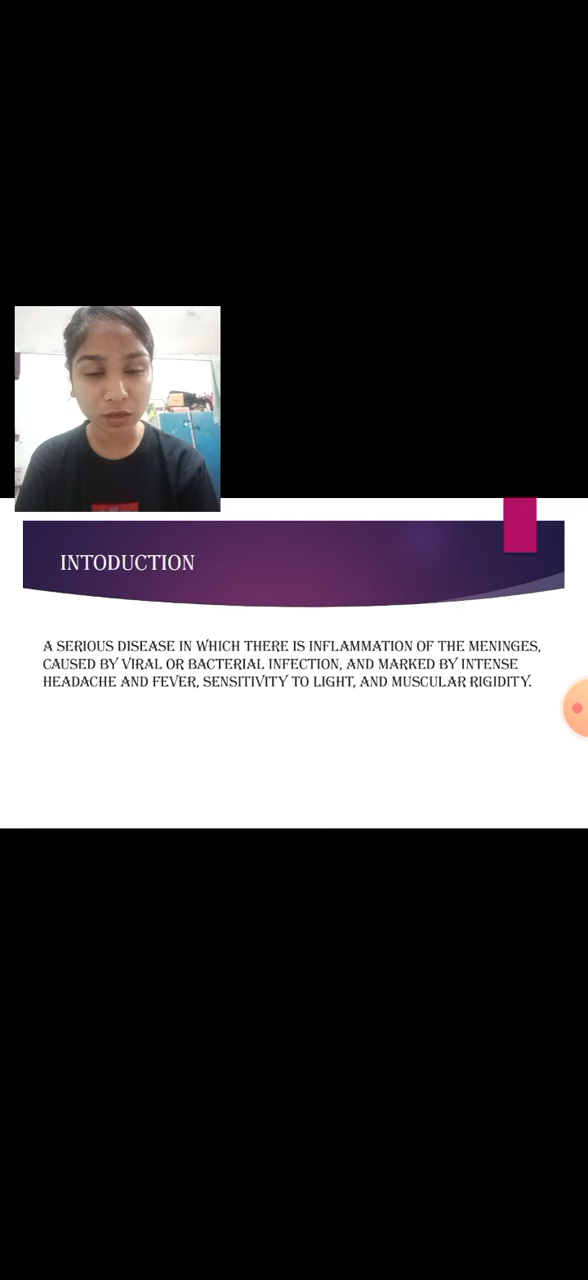 INTODUCTION
A SERIOUS DISEASE IN WHICH THERE IS INFLAMMATION OF THE MENINGES,
CAUSED BY VIRAL OR BACTERIAL INFECTION, AND MARKED BY INTENSE
HEADACHE AND FEVER, SENSITIVITY TO LIGHT, AND MUSCULAR RIGIDITY.